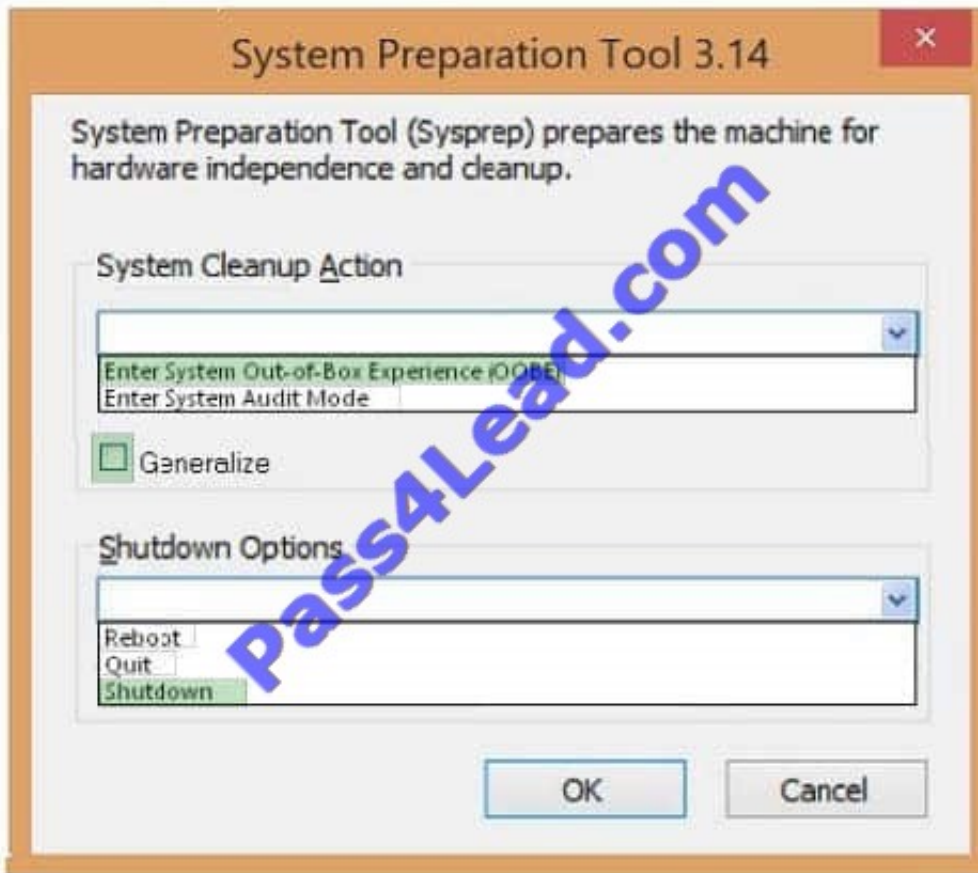 System Preparation Tool 3.14
System Preparation Tool (Sysprep) prepares the machine for
hardware independence and cleanup.
System Cleanup Action
Enter System Out-of-Box Experience (OOBE)
Enter System Audit Mode
Generalize
Shutdown Options
Reboot
Quit
Shutdown
OK
Cancel
Pass4Lead.com